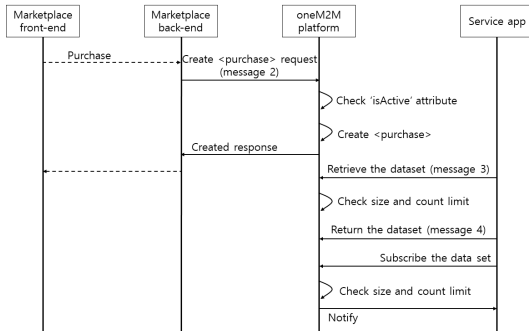 Marketplace
front-end
Marketplace
back-end
oneM2M
platform
Service app
Purchase
Create <purchase> request
(message 2)
Check 'isActive' attribute
Create <purchase>
Created response
Retrieve the dataset (message 3)
Check size and count limit
Return the dataset (message 4)
Subscribe the data set
Check size and count limit
Notify